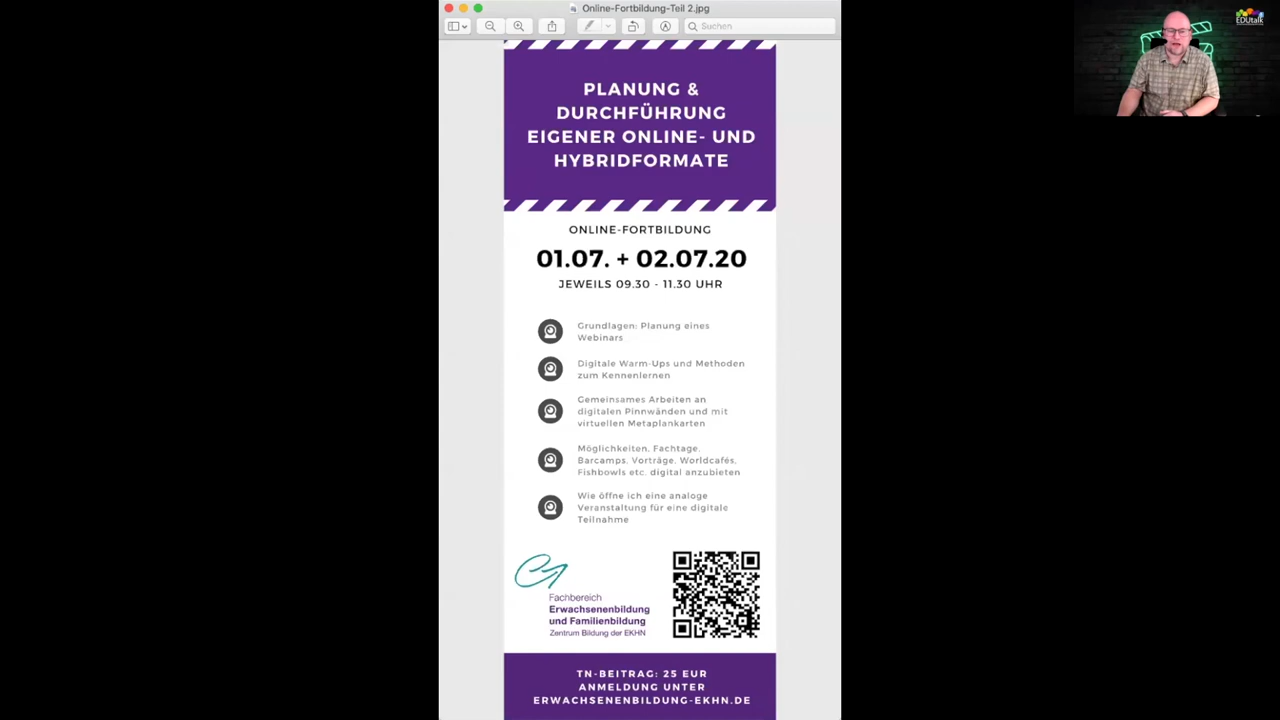 Online-Fortbildung-Teil 2.jpg
Suchen
EDUtalk
PLANUNG &
DURCHFÜHRUNG
EIGENER ONLINE- UND
HYBRIDFORMATE
ONLINE-FORTBILDUNG
01.07. + 02.07.20
JEWEILS 09.30 - 11.30 UHR
Grundlagen: Planung eines
Webinars
Digitale Warm-Ups und Methoden
zum Kennenlernen
Gemeinsames Arbeiten an
digitalen Pinnwänden und mit
virtuellen Metaplankarten
Möglichkeiten, Fachtage,
Barcamps, Vorträge, Worldcafés,
Fishbowls etc. digital anzubieten
Wie öffne ich eine analoge
Veranstaltung für eine digitale
Teilnahme
Fachbereich
Erwachsenenbildung
und Familienbildung
Zentrum Bildung der EKHN
TN-BEITRAG: 25 EUR
ANMELDUNG UNTER
ERWACHSENENBILDUNG-EKHN.DE